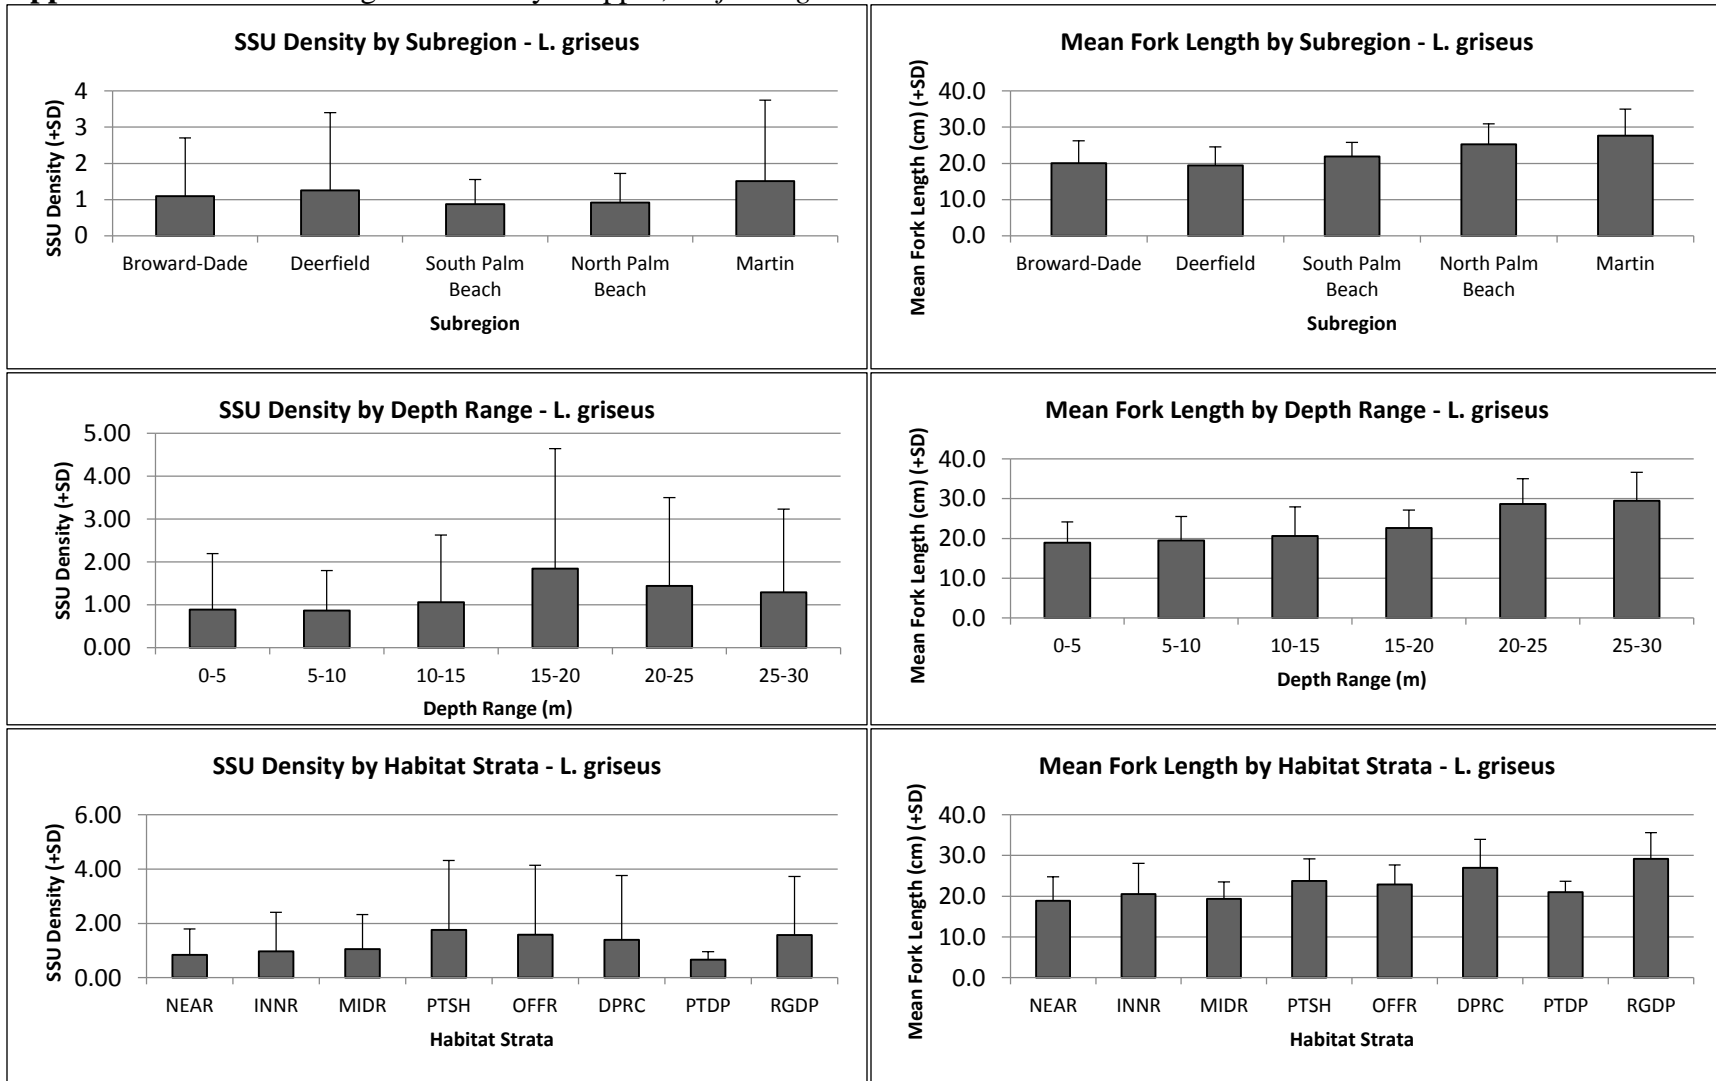 SSU Density by Subregion - L. griseus
SSU Density (+SD)
4
3
2
1
0
Broward-Dade
Deerfield
South Palm
Beach
North Palm
Beach
Martin
Subregion
Mean Fork Length by Subregion - L. griseus
Mean Fork Length (cm) (+SD)
40.0
30.0
20.0
10.0
0.0
Broward-Dade
Deerfield
South Palm
Beach
North Palm
Beach
Martin
Subregion
SSU Density by Depth Range - L. griseus
SSU Density (+SD)
5.00
4.00
3.00
2.00
1.00
0.00
0-5
5-10
10-15
15-20
20-25
25-30
Depth Range (m)
Mean Fork Length by Depth Range - L. griseus
Mean Fork Length (cm) (+SD)
40.0
30.0
20.0
10.0
0.0
0-5
5-10
10-15
15-20
20-25
25-30
Depth Range (m)
SSU Density by Habitat Strata - L. griseus
SSU Density (+SD)
6.00
4.00
2.00
0.00
NEAR
INNR
MIDR
PTSH
OFFR
DPRC
PTDP
RGDP
Habitat Strata
Mean Fork Length by Habitat Strata - L. griseus
Mean Fork Length (cm) (+SD)
40.0
30.0
20.0
10.0
0.0
NEAR
INNR
MIDR
PTSH
OFFR
DPRC
PTDP
RGDP
Habitat Strata